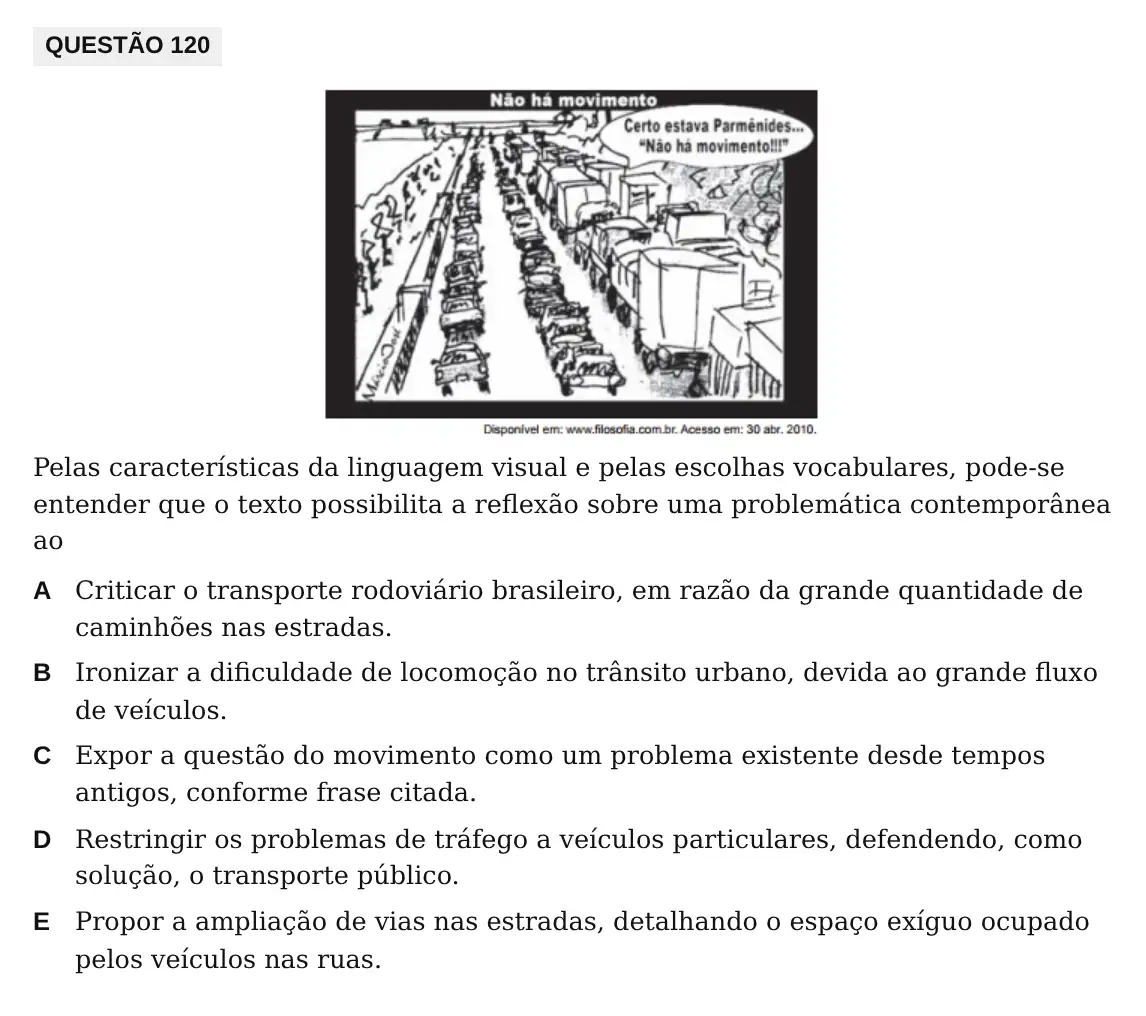 QUESTÃO 120
Não há movimento
Certo estava Parmênides...
“Não há movimento!!!”
Disponível em: www.filosofia.com.br. Acesso em: 30 abr. 2010.
Pelas características da linguagem visual e pelas escolhas vocabulares, pode-se
entender que o texto possibilita a reflexão sobre uma problemática contemporânea
ao
A Criticar o transporte rodoviário brasileiro, em razão da grande quantidade de
caminhões nas estradas.
B Ironizar a dificuldade de locomoção no trânsito urbano, devida ao grande fluxo
de veículos.
C Expor a questão do movimento como um problema existente desde tempos
antigos, conforme frase citada.
D Restringir os problemas de tráfego a veículos particulares, defendendo, como
solução, o transporte público.
E Propor a ampliação de vias nas estradas, detalhando o espaço exíguo ocupado
pelos veículos nas ruas.